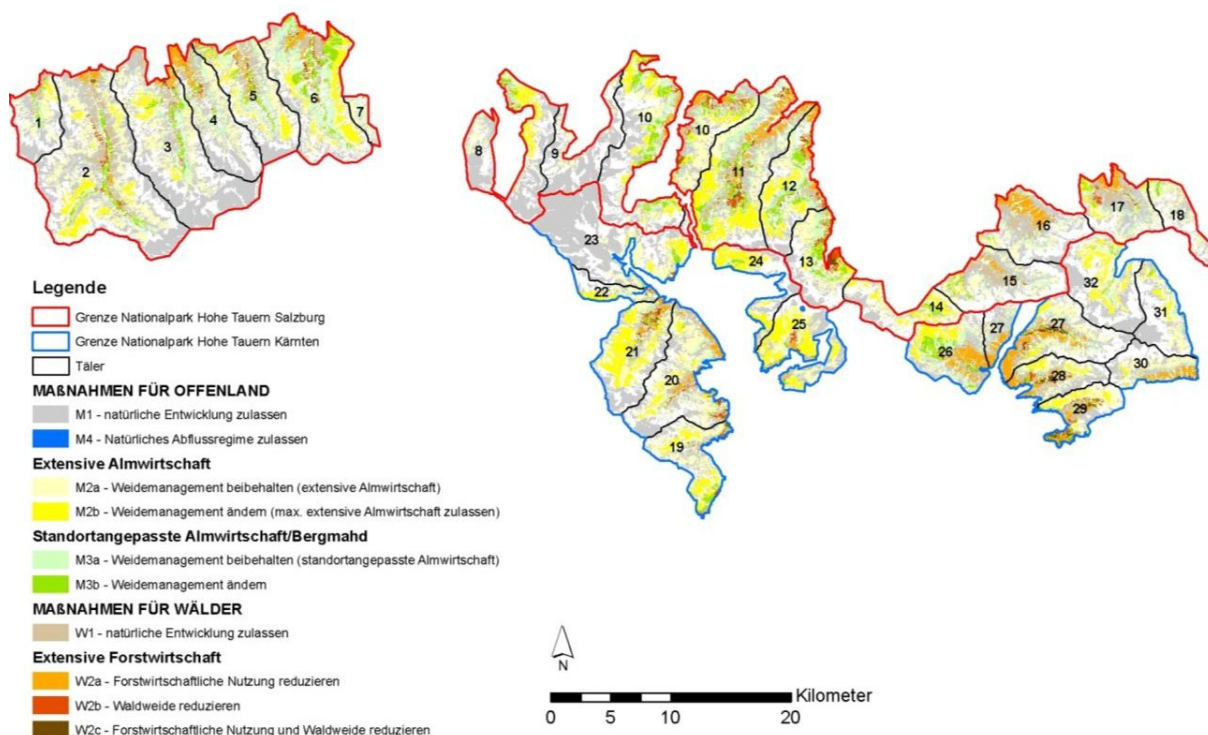 1
2
3
4
5
6
7
8
9
10
10
11
12
13
14
15
16
17
18
19
20
21
22
23
24
25
26
27
27
28
29
30
31
32
Legende
Grenze Nationalpark Hohe Tauern Salzburg
Grenze Nationalpark Hohe Tauern Kärnten
Täler
MAßNAHMEN FÜR OFFENLAND
M1 - natürliche Entwicklung zulassen
M4 - Natürliches Abflussregime zulassen
Extensive Almwirtschaft
M2a - Weidemanagement beibehalten (extensive Almwirtschaft)
M2b - Weidemanagement ändern (max. extensive Almwirtschaft zulassen)
Standortangepasste Almwirtschaft/Bergmahd
M3a - Weidemanagement beibehalten (standortangepasste Almwirtschaft)
M3b - Weidemanagement ändern
MAßNAHMEN FÜR WÄLDER
W1 - natürliche Entwicklung zulassen
Extensive Forstwirtschaft
W2a - Forstwirtschaftliche Nutzung reduzieren
W2b - Waldweide reduzieren
W2c - Forstwirtschaftliche Nutzung und Waldweide reduzieren
N
Kilometer
0 5 10 20